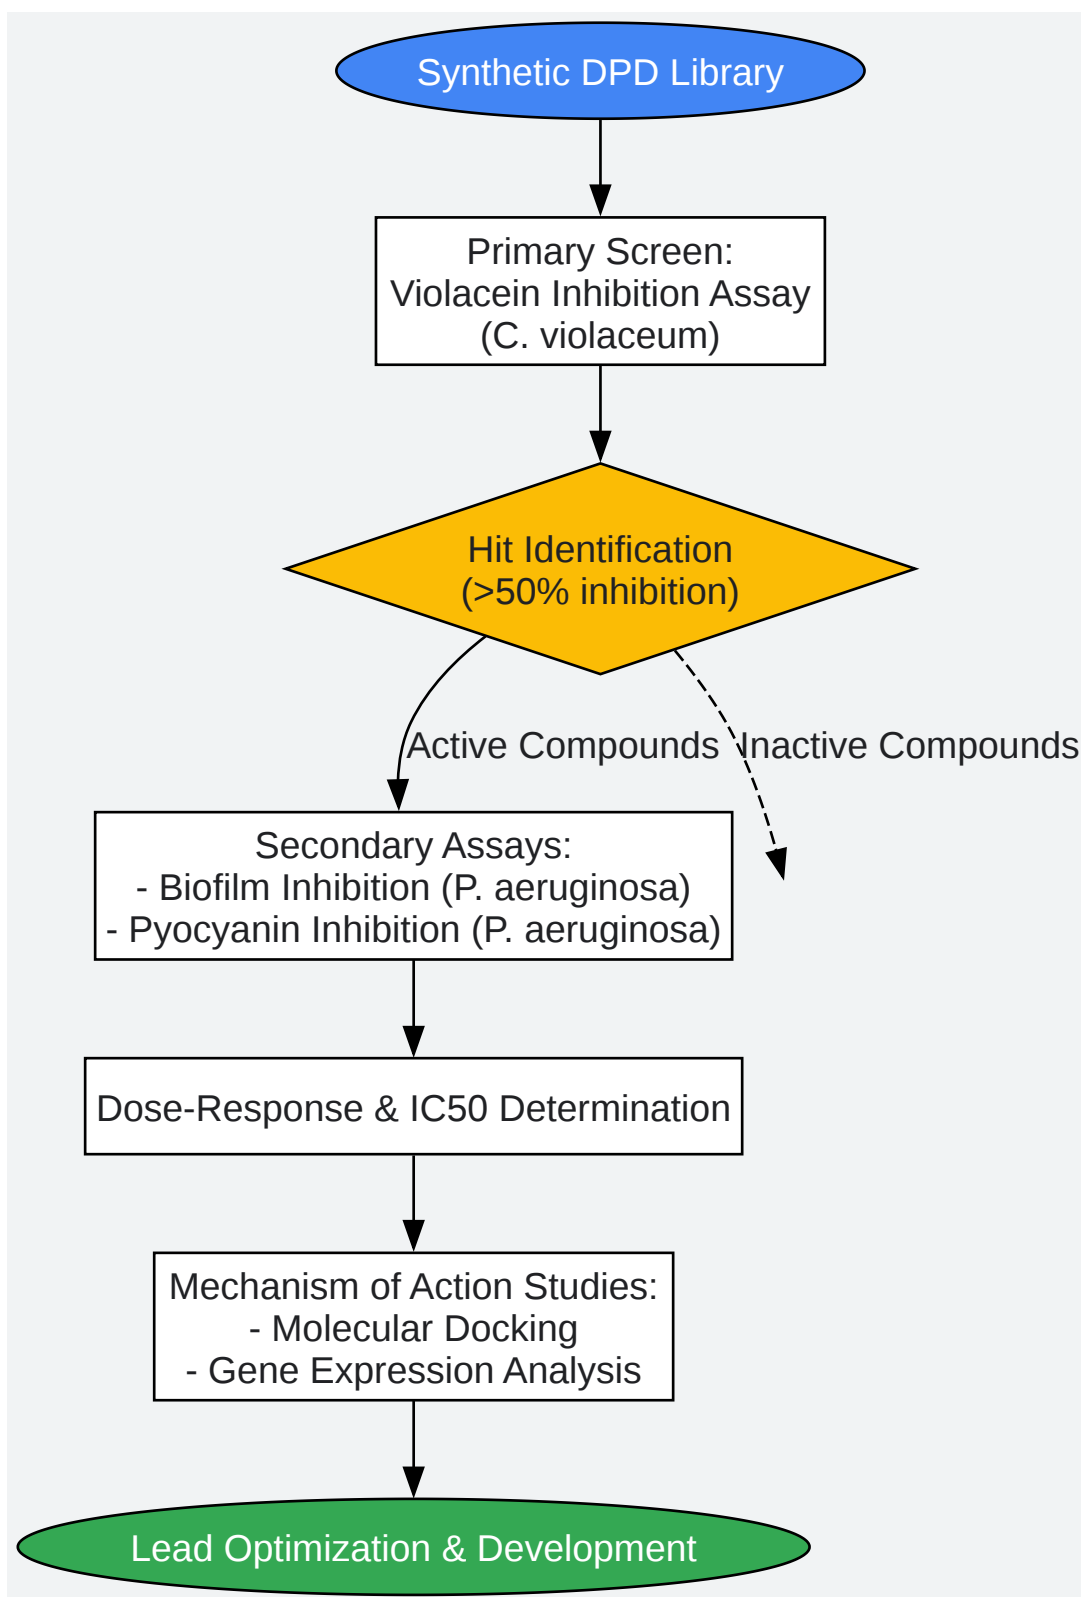 Synthetic DPD Library
Primary Screen:
Violacein Inhibition Assay
(C. violaceum)
Hit Identification
(>50% inhibition)
Active Compounds
Inactive Compounds
Secondary Assays:
- Biofilm Inhibition (P. aeruginosa)
- Pyocyanin Inhibition (P. aeruginosa)
Dose-Response & IC50 Determination
Mechanism of Action Studies:
- Molecular Docking
- Gene Expression Analysis
Lead Optimization & Development